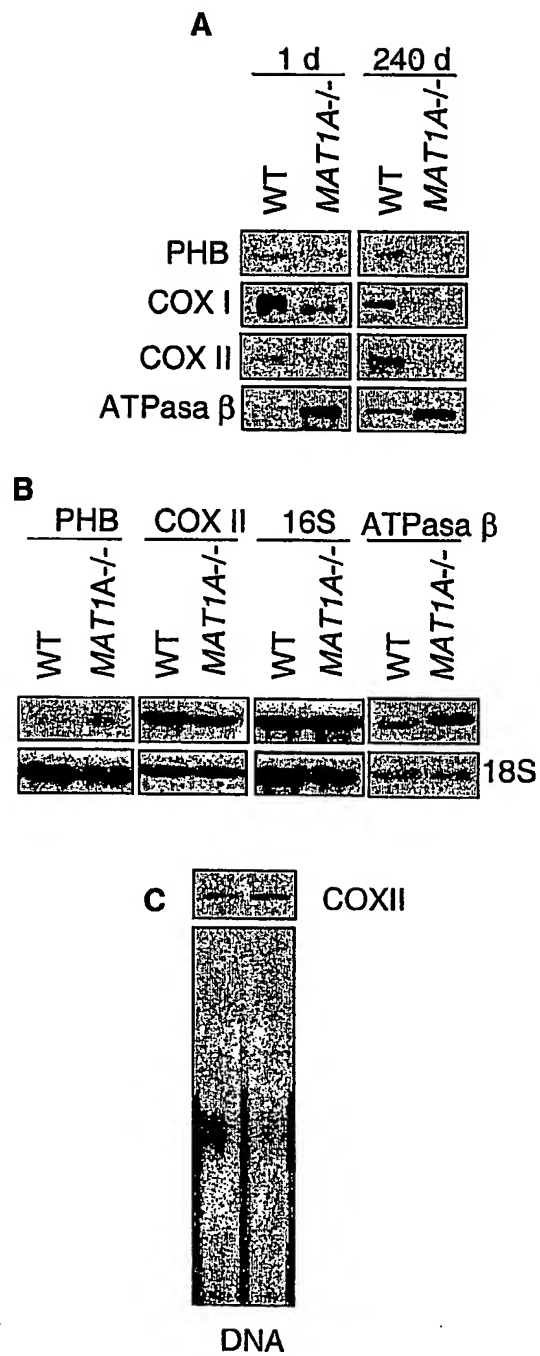 A
1 d 240 d
WT MAT1A-/- WT MAT1A-/-
PHB
COX I
COX II
ATPasa β
B
PHB COX II 16S ATPasa β
WT MAT1A-/- WT MAT1A-/- WT MAT1A-/- WT MAT1A-/-
18S
C COXII
DNA